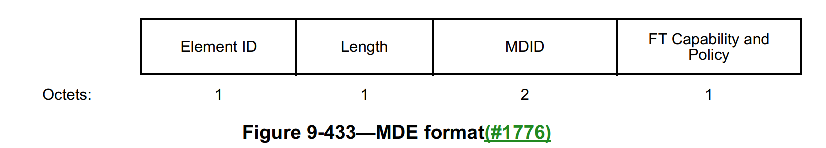 Element ID
Length
MDID
FT Capability and
Policy
Octets: 1 1 2 1
Figure 9-433—MDE format(#1776)